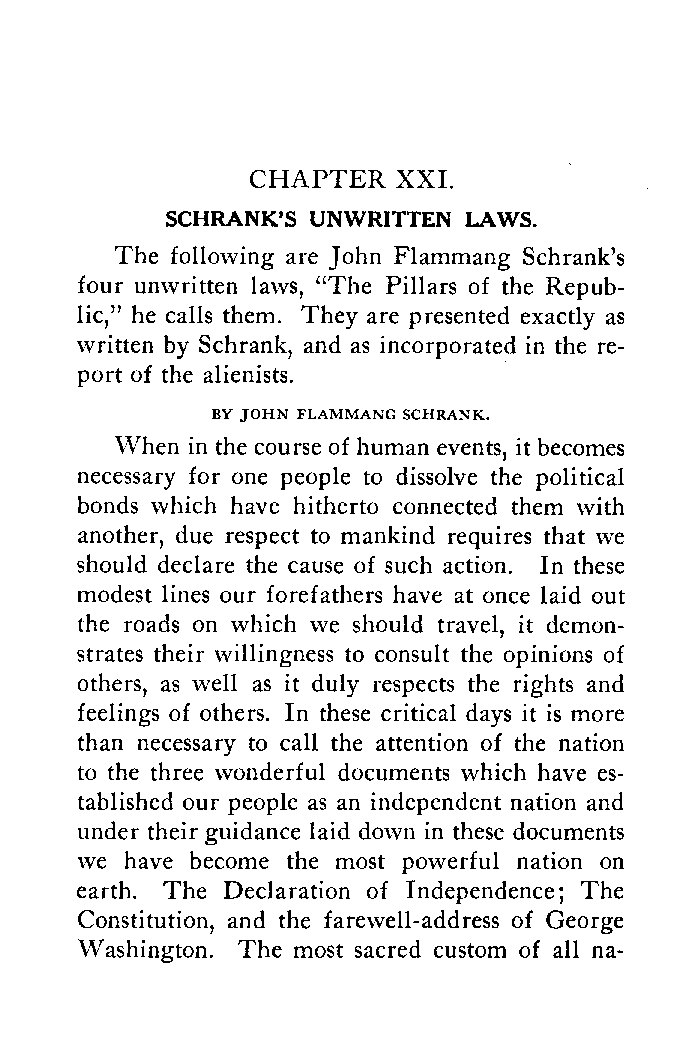 CHAPTER XXI.
SCHRANK'S UNWRITTEN LAWS.
The following are John Flammang Schrank's
four unwritten laws, “The Pillars of the Repub-
lic,” he calls them. They are presented exactly as
written by Schrank, and as incorporated in the re-
port of the alienists.
BY JOHN FLAMMANG SCHRANK.
When in the course of human events, it becomes
necessary for one people to dissolve the political
bonds which have hitherto connected them with
another, due respect to mankind requires that we
should declare the cause of such action. In these
modest lines our forefathers have at once laid out
the roads on which we should travel, it demon-
strates their willingness to consult the opinions of
others, as well as it duly respects the rights and
feelings of others. In these critical days it is more
than necessary to call the attention of the nation
to the three wonderful documents which have es-
tablished our people as an independent nation and
under their guidance laid down in these documents
we have become the most powerful nation on
earth. The Declaration of Independence; The
Constitution, and the farewell-address of George
Washington. The most sacred custom of all na-